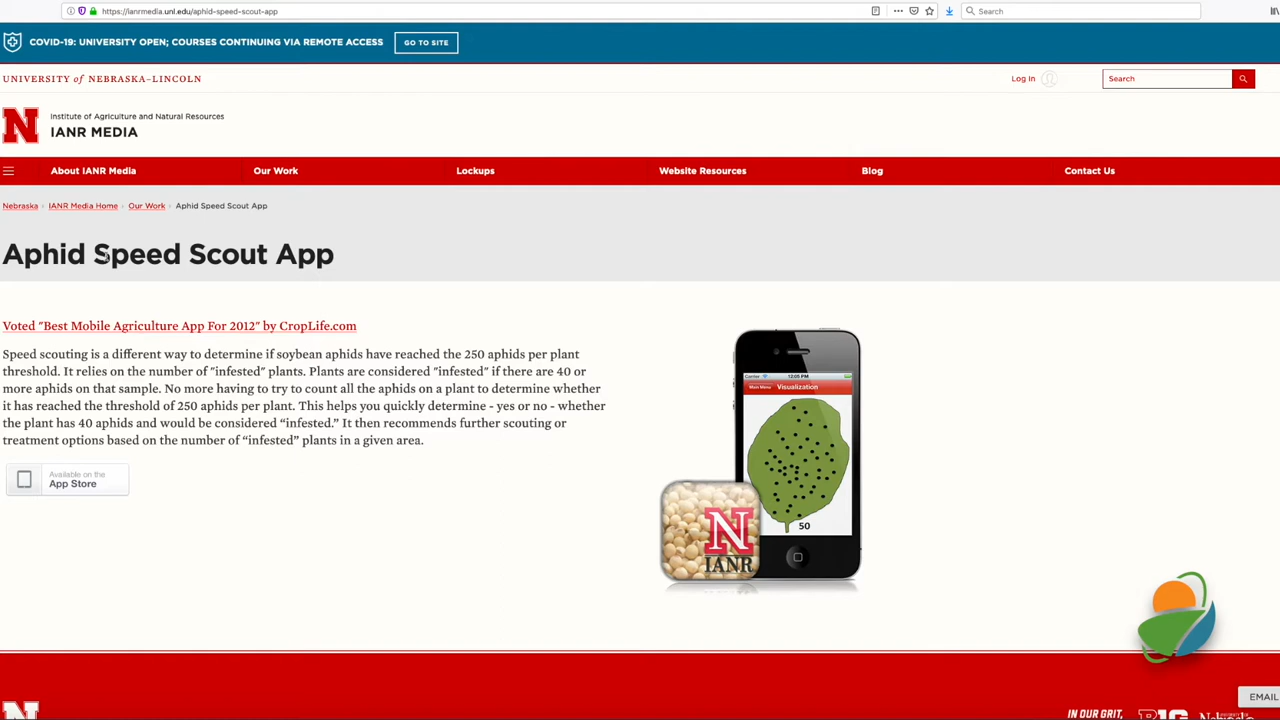 https://ianrmedia.unl.edu/aphid-speed-scout-app
Search
COVID-19: UNIVERSITY OPEN; COURSES CONTINUING VIA REMOTE ACCESS
GO TO SITE
UNIVERSITY of NEBRASKA–LINCOLN
Log In
Search
N
Institute of Agriculture and Natural Resources
IANR MEDIA
About IANR Media
Our Work
Lockups
Website Resources
Blog
Contact Us
Nebraska › IANR Media Home › Our Work › Aphid Speed Scout App
Aphid Speed Scout App
Voted "Best Mobile Agriculture App For 2012" by CropLife.com
Speed scouting is a different way to determine if soybean aphids have reached the 250 aphids per plant
threshold. It relies on the number of "infested" plants. Plants are considered "infested" if there are 40 or
more aphids on that sample. No more having to try to count all the aphids on a plant to determine whether
it has reached the threshold of 250 aphids per plant. This helps you quickly determine - yes or no - whether
the plant has 40 aphids and would be considered “infested.” It then recommends further scouting or
treatment options based on the number of “infested” plants in a given area.
Available on the
App Store
Carrier
12:05 PM
Main Menu
Visualization
50
N
IANR
EMAIL
N
IN OUR GRIT,